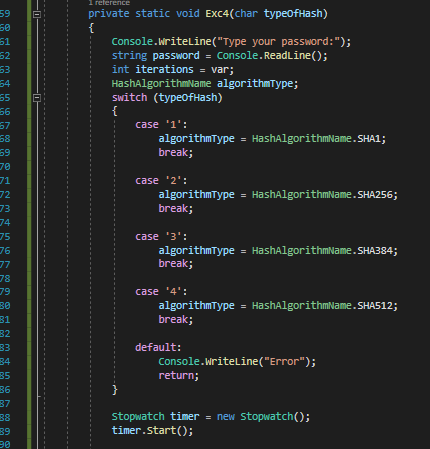 1 reference
59 private static void Exc4(char typeOfHash)
60 {
61 Console.WriteLine("Type your password:");
62 string password = Console.ReadLine();
63 int iterations = var;
64 HashAlgorithmName algorithmType;
65 switch (typeOfHash)
66 {
67 case '1':
68 algorithmType = HashAlgorithmName.SHA1;
69 break;
70
71 case '2':
72 algorithmType = HashAlgorithmName.SHA256;
73 break;
74
75 case '3':
76 algorithmType = HashAlgorithmName.SHA384;
77 break;
78
79 case '4':
80 algorithmType = HashAlgorithmName.SHA512;
81 break;
82
83 default:
84 Console.WriteLine("Error");
85 return;
86 }
87
88 Stopwatch timer = new Stopwatch();
89 timer.Start();
90